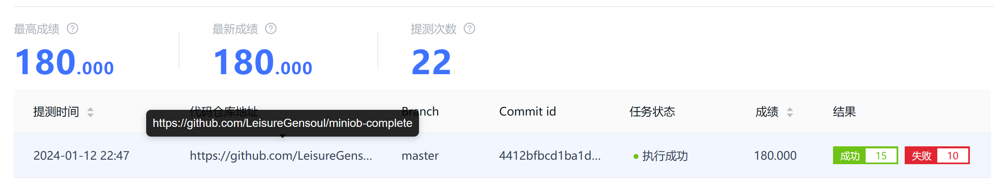 最高成绩 ? 最新成绩 ? 提测次数 ?
180.000 180.000 22
提测时间 代码仓库地址 Branch Commit id 任务状态 成绩 结果
https://github.com/LeisureGensoul/miniob-complete
2024-01-12 22:47 https://github.com/LeisureGens... master 4412bfbcd1ba1d... 执行成功 180.000 成功 15 失败 10